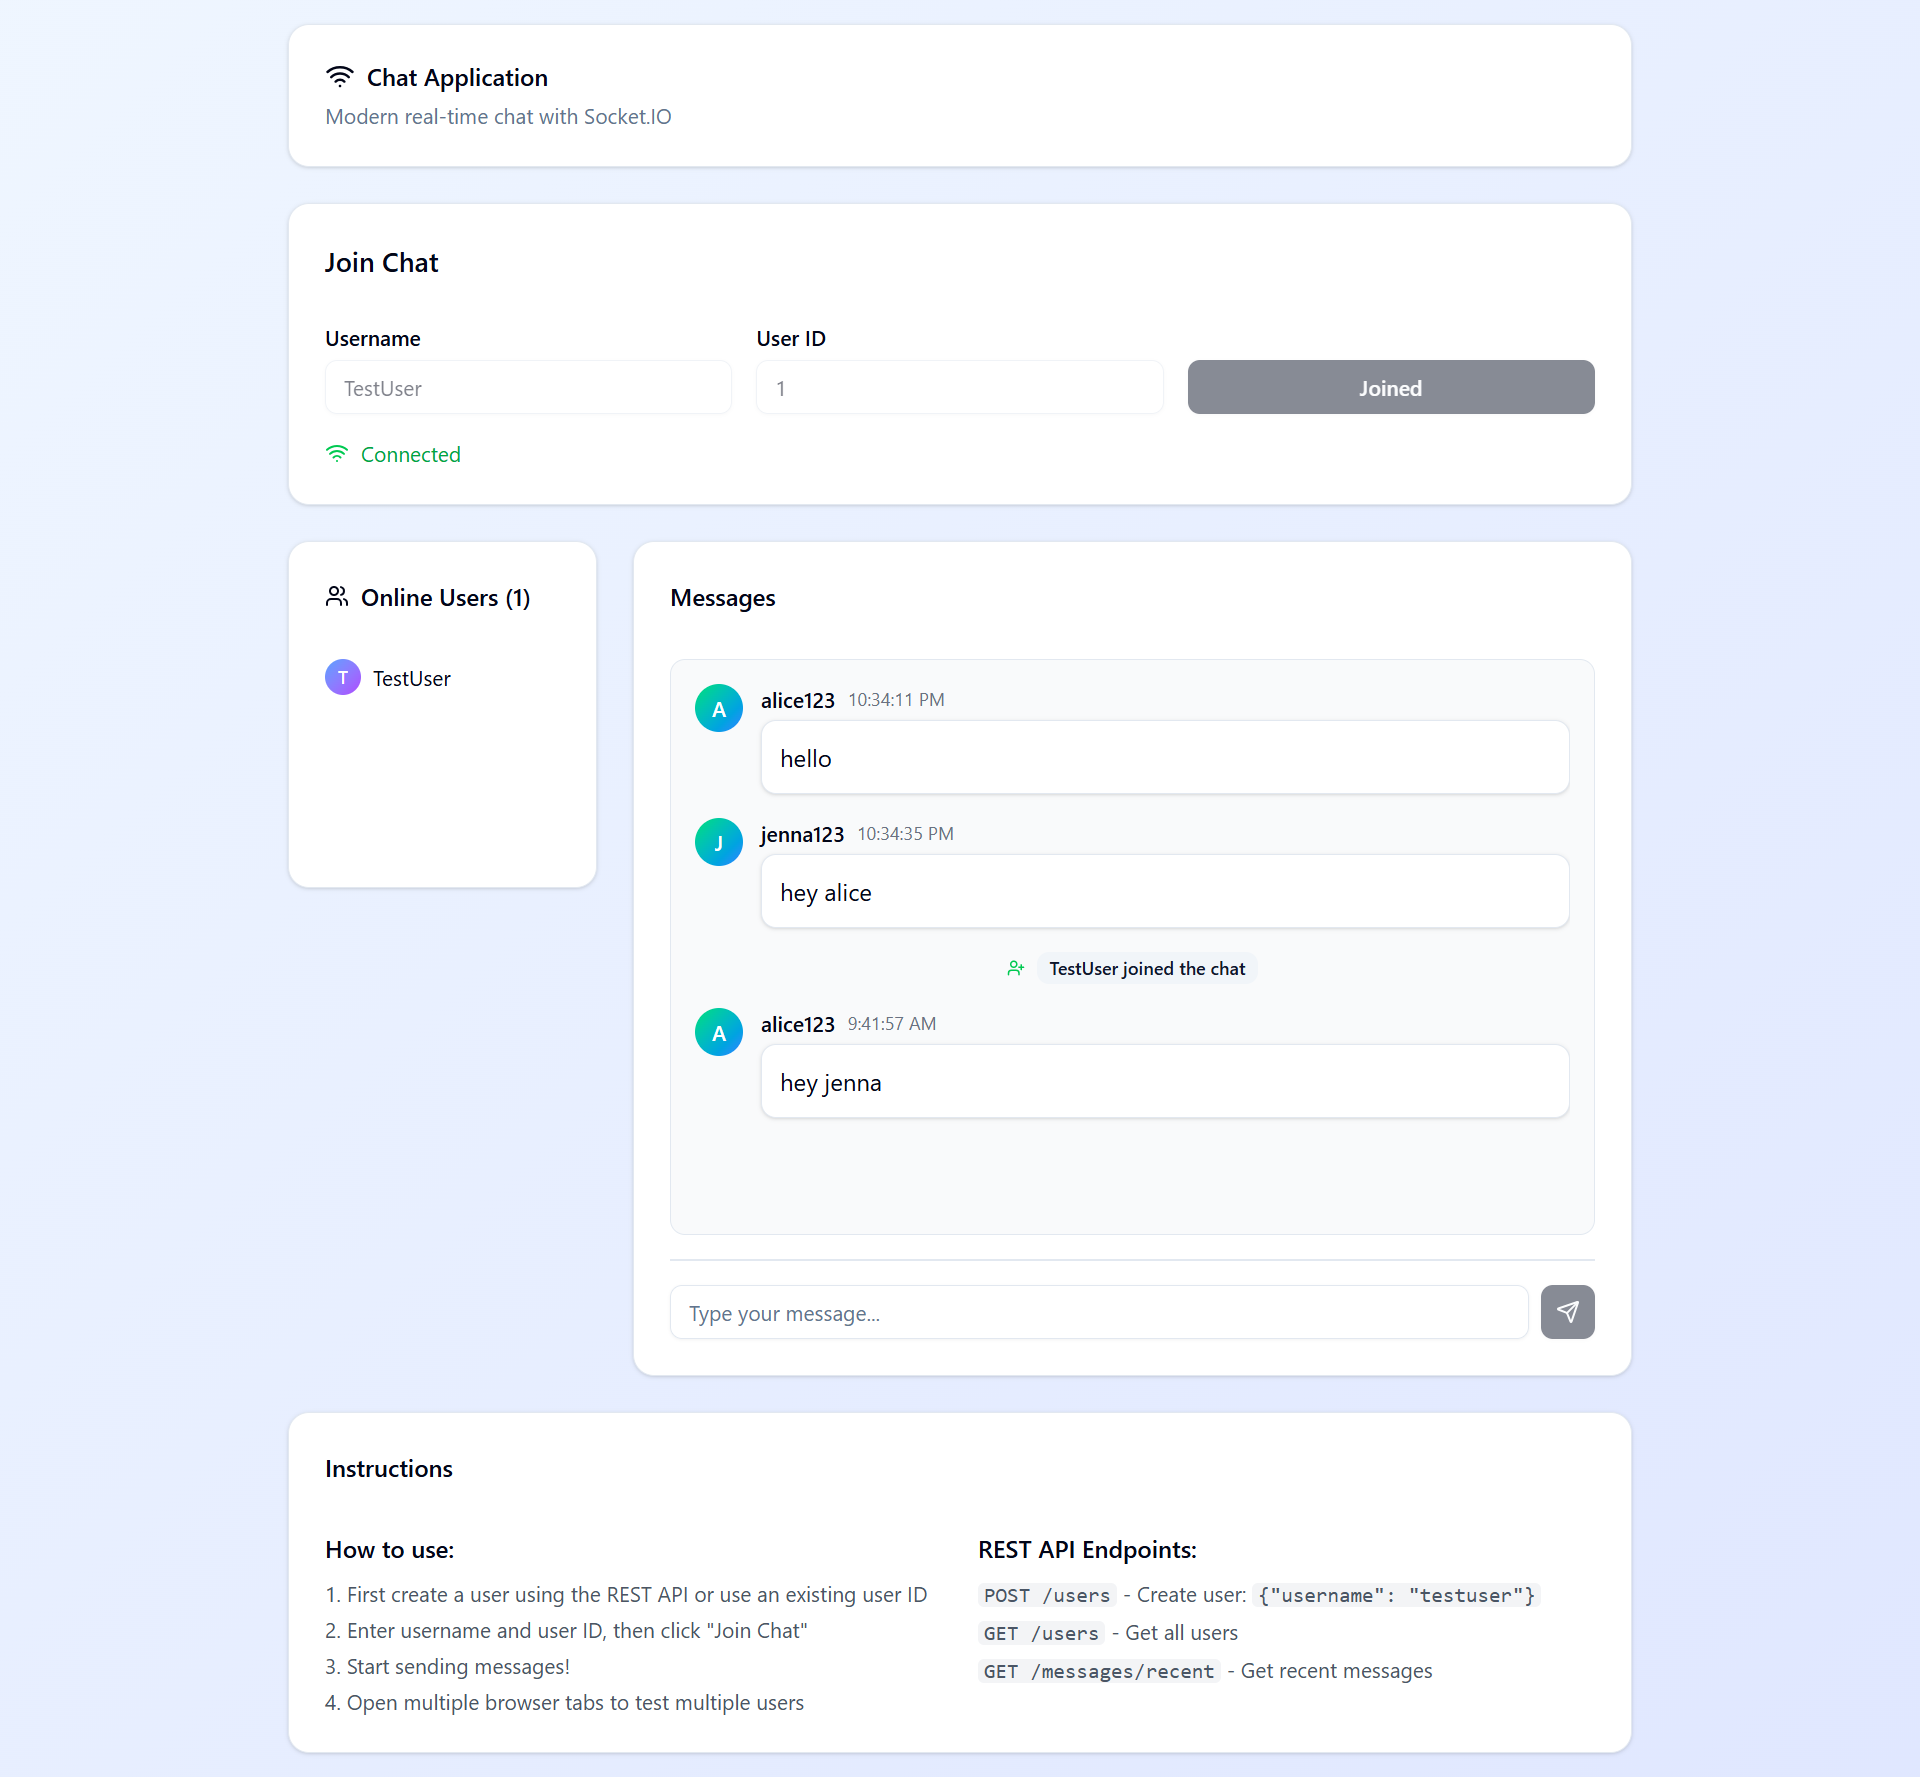 Chat Application
Modern real-time chat with Socket.IO
Join Chat
Username
User ID
TestUser
1
Joined
Connected
Online Users (1)
T TestUser
Messages
A alice123 10:34:11 PM
hello
J jenna123 10:34:35 PM
hey alice
TestUser joined the chat
A alice123 9:41:57 AM
hey jenna
Type your message...
Instructions
How to use:
1. First create a user using the REST API or use an existing user ID
2. Enter username and user ID, then click "Join Chat"
3. Start sending messages!
4. Open multiple browser tabs to test multiple users
REST API Endpoints:
POST /users - Create user: {"username": "testuser"}
GET /users - Get all users
GET /messages/recent - Get recent messages